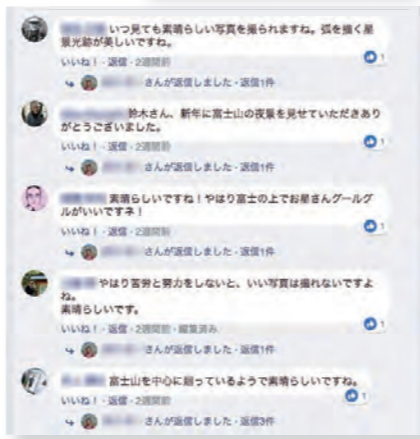 いつ見ても素晴らしい写真を撮られますね。弧を描く星
景光跡が美しいですね。
いいね!・返信・2週間前
1
さんが返信しました・返信1件
鈴木さん、新年に富士山の夜景を見せていただきあり
がとうございました。
いいね!・返信・2週間前
1
さんが返信しました・返信1件
素晴らしいですね!やはり富士の上でお星さんグールグ
ルがいいですネ!
いいね!・返信・2週間前
1
さんが返信しました・返信1件
やはり苦労と努力をしないと、いい写真は撮れないですよ
ね。
素晴らしいです。
いいね!・返信・2週間前・編集済み
1
さんが返信しました・返信1件
富士山を中心に廻っているようで素晴らしいですね。
いいね!・返信・2週間前
1
さんが返信しました・返信3件